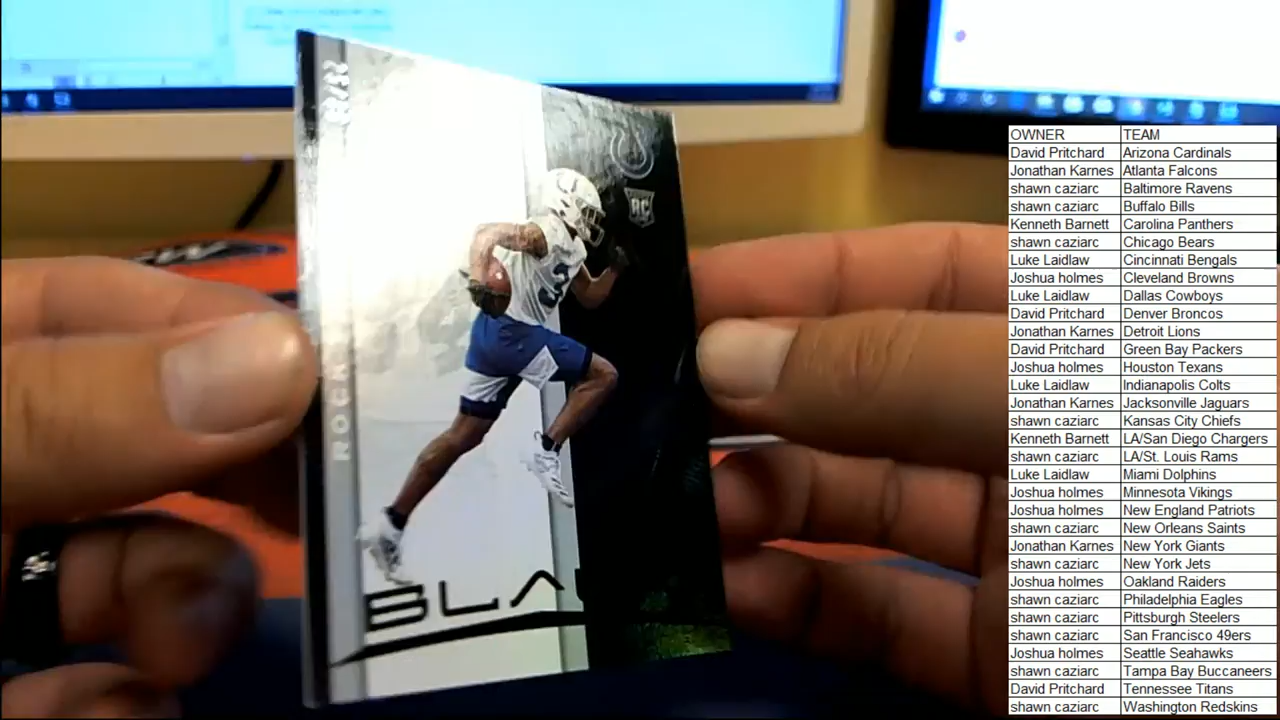 ROCK
BLA
RC
3
OWNER TEAM
David Pritchard Arizona Cardinals
Jonathan Karnes Atlanta Falcons
shawn caziarc Baltimore Ravens
shawn caziarc Buffalo Bills
Kenneth Barnett Carolina Panthers
shawn caziarc Chicago Bears
Luke Laidlaw Cincinnati Bengals
Joshua holmes Cleveland Browns
Luke Laidlaw Dallas Cowboys
David Pritchard Denver Broncos
Jonathan Karnes Detroit Lions
David Pritchard Green Bay Packers
Joshua holmes Houston Texans
Luke Laidlaw Indianapolis Colts
Jonathan Karnes Jacksonville Jaguars
shawn caziarc Kansas City Chiefs
Kenneth Barnett LA/San Diego Chargers
shawn caziarc LA/St. Louis Rams
Luke Laidlaw Miami Dolphins
Joshua holmes Minnesota Vikings
Joshua holmes New England Patriots
shawn caziarc New Orleans Saints
Jonathan Karnes New York Giants
shawn caziarc New York Jets
Joshua holmes Oakland Raiders
shawn caziarc Philadelphia Eagles
shawn caziarc Pittsburgh Steelers
shawn caziarc San Francisco 49ers
Joshua holmes Seattle Seahawks
shawn caziarc Tampa Bay Buccaneers
David Pritchard Tennessee Titans
shawn caziarc Washington Redskins